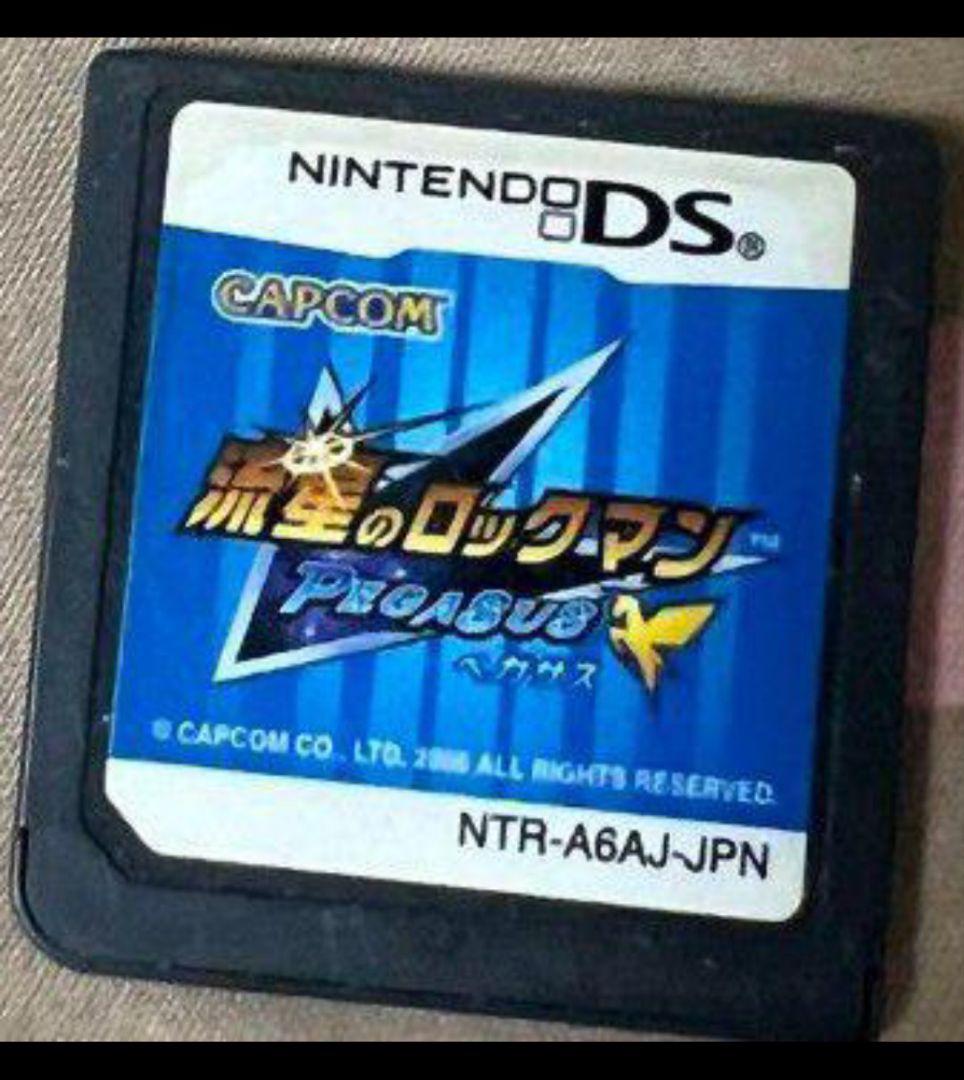 NINTENDO DS®
CAPCOM
流星のロックマン™
PEGASUS
ペガサス
© CAPCOM CO., LTD. 2006 ALL RIGHTS RESERVED.
NTR-A6AJ-JPN